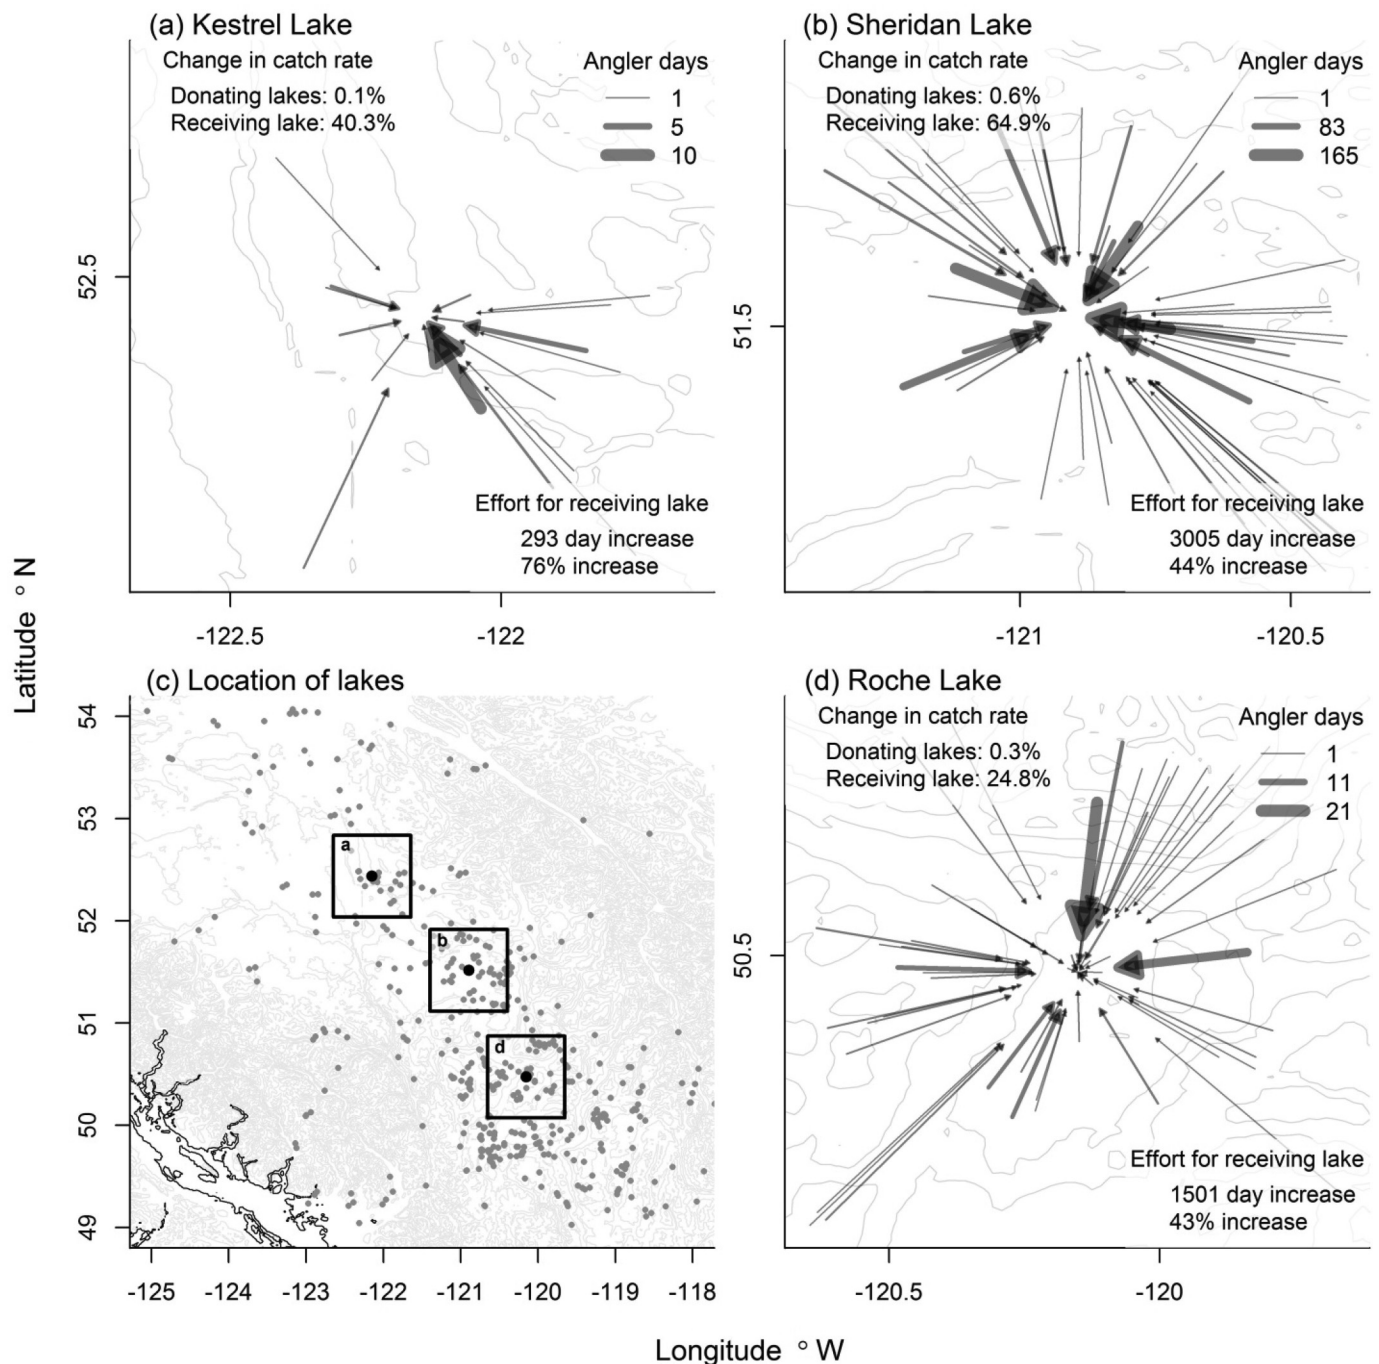 (a) Kestrel Lake
Change in catch rate
Donating lakes: 0.1%
Receiving lake: 40.3%
Angler days
1
5
10
52.5
Effort for receiving lake
293 day increase
76% increase
-122.5
-122
(b) Sheridan Lake
Change in catch rate
Donating lakes: 0.6%
Receiving lake: 64.9%
Angler days
1
83
165
51.5
Effort for receiving lake
3005 day increase
44% increase
-121
-120.5
Latitude ° N
(c) Location of lakes
54
53
52
51
50
49
a
b
d
-125
-124
-123
-122
-121
-120
-119
-118
(d) Roche Lake
Change in catch rate
Donating lakes: 0.3%
Receiving lake: 24.8%
Angler days
1
11
21
50.5
Effort for receiving lake
1501 day increase
43% increase
-120.5
-120
Longitude ° W